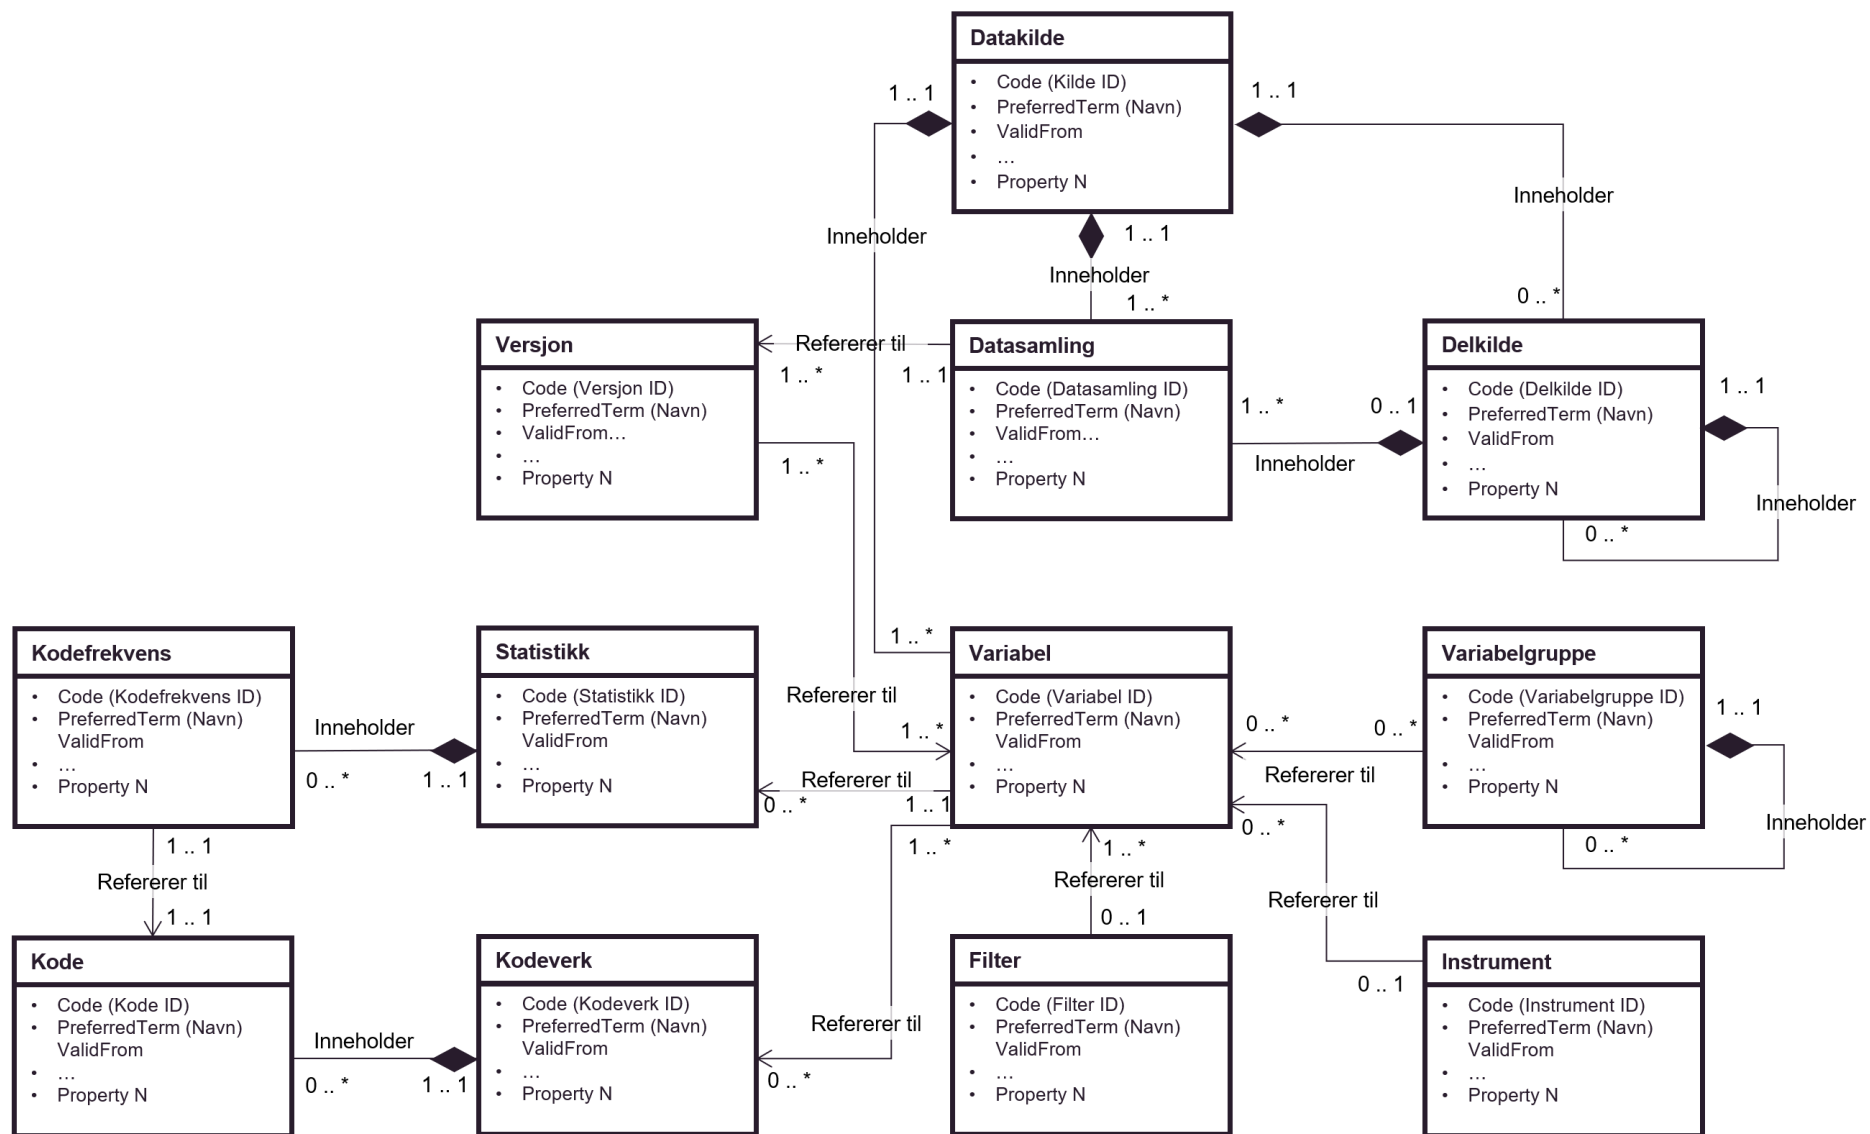 Datakilde
• Code (Kilde ID)
• PreferredTerm (Navn)
• ValidFrom
• ...
• Property N
1 .. 1
1 .. 1
Inneholder
Inneholder
1 .. 1
Inneholder
1 .. *
0 .. *
Versjon
• Code (Versjon ID)
• PreferredTerm (Navn)
• ValidFrom...
• ...
• Property N
Refererer til
1 .. *
1 .. 1
Datasamling
• Code (Datasamling ID)
• PreferredTerm (Navn)
• ValidFrom...
• ...
• Property N
1 .. *
0 .. 1
Inneholder
Delkilde
• Code (Delkilde ID)
• PreferredTerm (Navn)
• ValidFrom
• ...
• Property N
1 .. 1
Inneholder
0 .. *
1 .. *
1 .. *
Kodefrekvens
• Code (Kodefrekvens ID)
• PreferredTerm (Navn)
ValidFrom
• ...
• Property N
Inneholder
0 .. *
1 .. 1
Statistikk
• Code (Statistikk ID)
• PreferredTerm (Navn)
ValidFrom
• ...
• Property N
Refererer til
1 .. *
Refererer til
0 .. *
1 .. 1
Variabel
• Code (Variabel ID)
• PreferredTerm (Navn)
ValidFrom
• ...
• Property N
0 .. *
0 .. *
Refererer til
Variabelgruppe
• Code (Variabelgruppe ID)
• PreferredTerm (Navn)
ValidFrom
• ...
• Property N
1 .. 1
Inneholder
0 .. *
1 .. 1
Refererer til
1 .. 1
1 .. *
1 .. *
Refererer til
0 .. 1
0 .. *
Refererer til
0 .. 1
Kode
• Code (Kode ID)
• PreferredTerm (Navn)
ValidFrom
• ...
• Property N
Inneholder
0 .. *
1 .. 1
Kodeverk
• Code (Kodeverk ID)
• PreferredTerm (Navn)
ValidFrom
• ...
• Property N
Refererer til
0 .. *
Filter
• Code (Filter ID)
• PreferredTerm (Navn)
ValidFrom
• ...
• Property N
Instrument
• Code (Instrument ID)
• PreferredTerm (Navn)
ValidFrom
• ...
• Property N